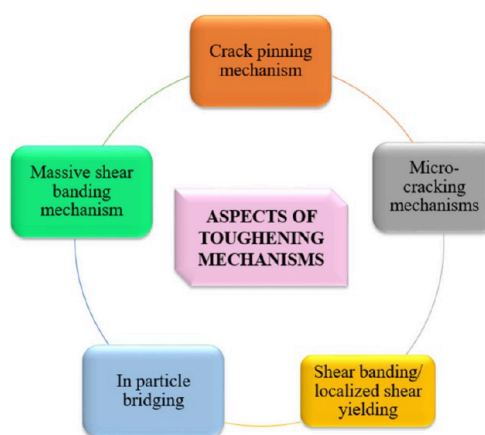 Crack pinning
mechanism
Micro-
cracking
mechanisms
Shear banding/
localized shear
yielding
In particle
bridging
Massive shear
banding
mechanism
ASPECTS OF
TOUGHENING
MECHANISMS